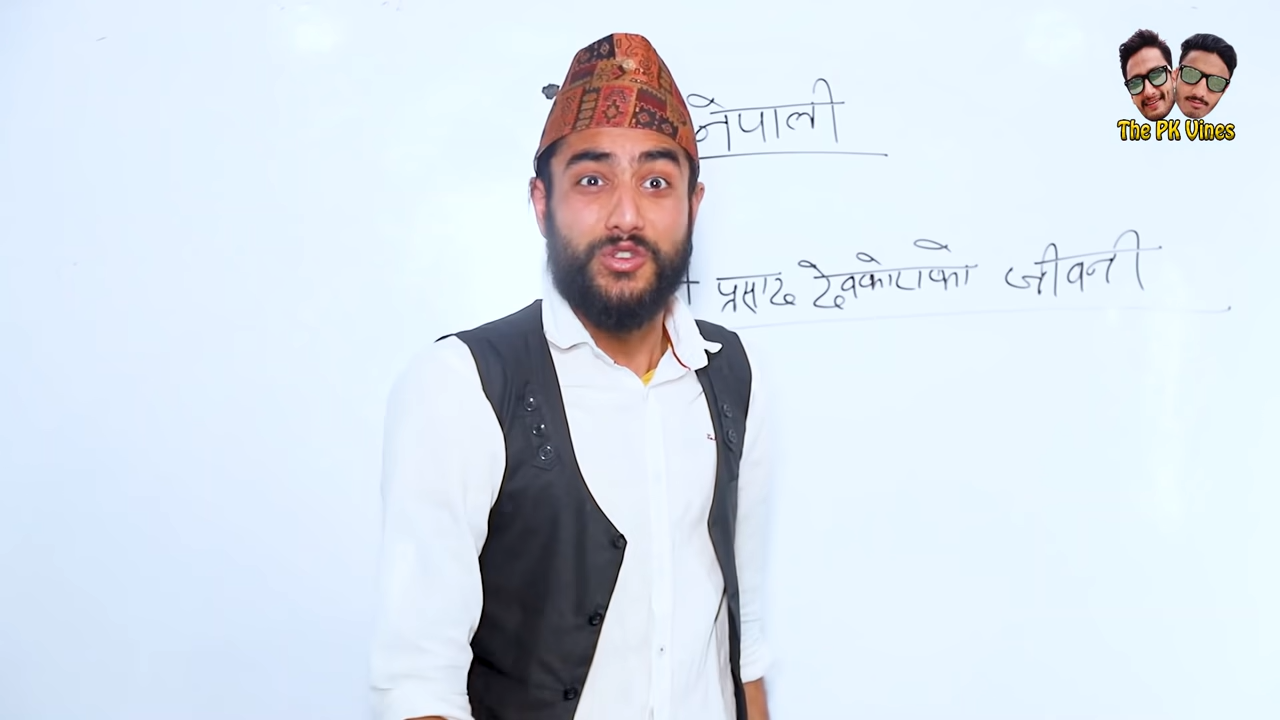 नेपाली
प्रसाद देवकोटाको जीवनी
The PK Vines